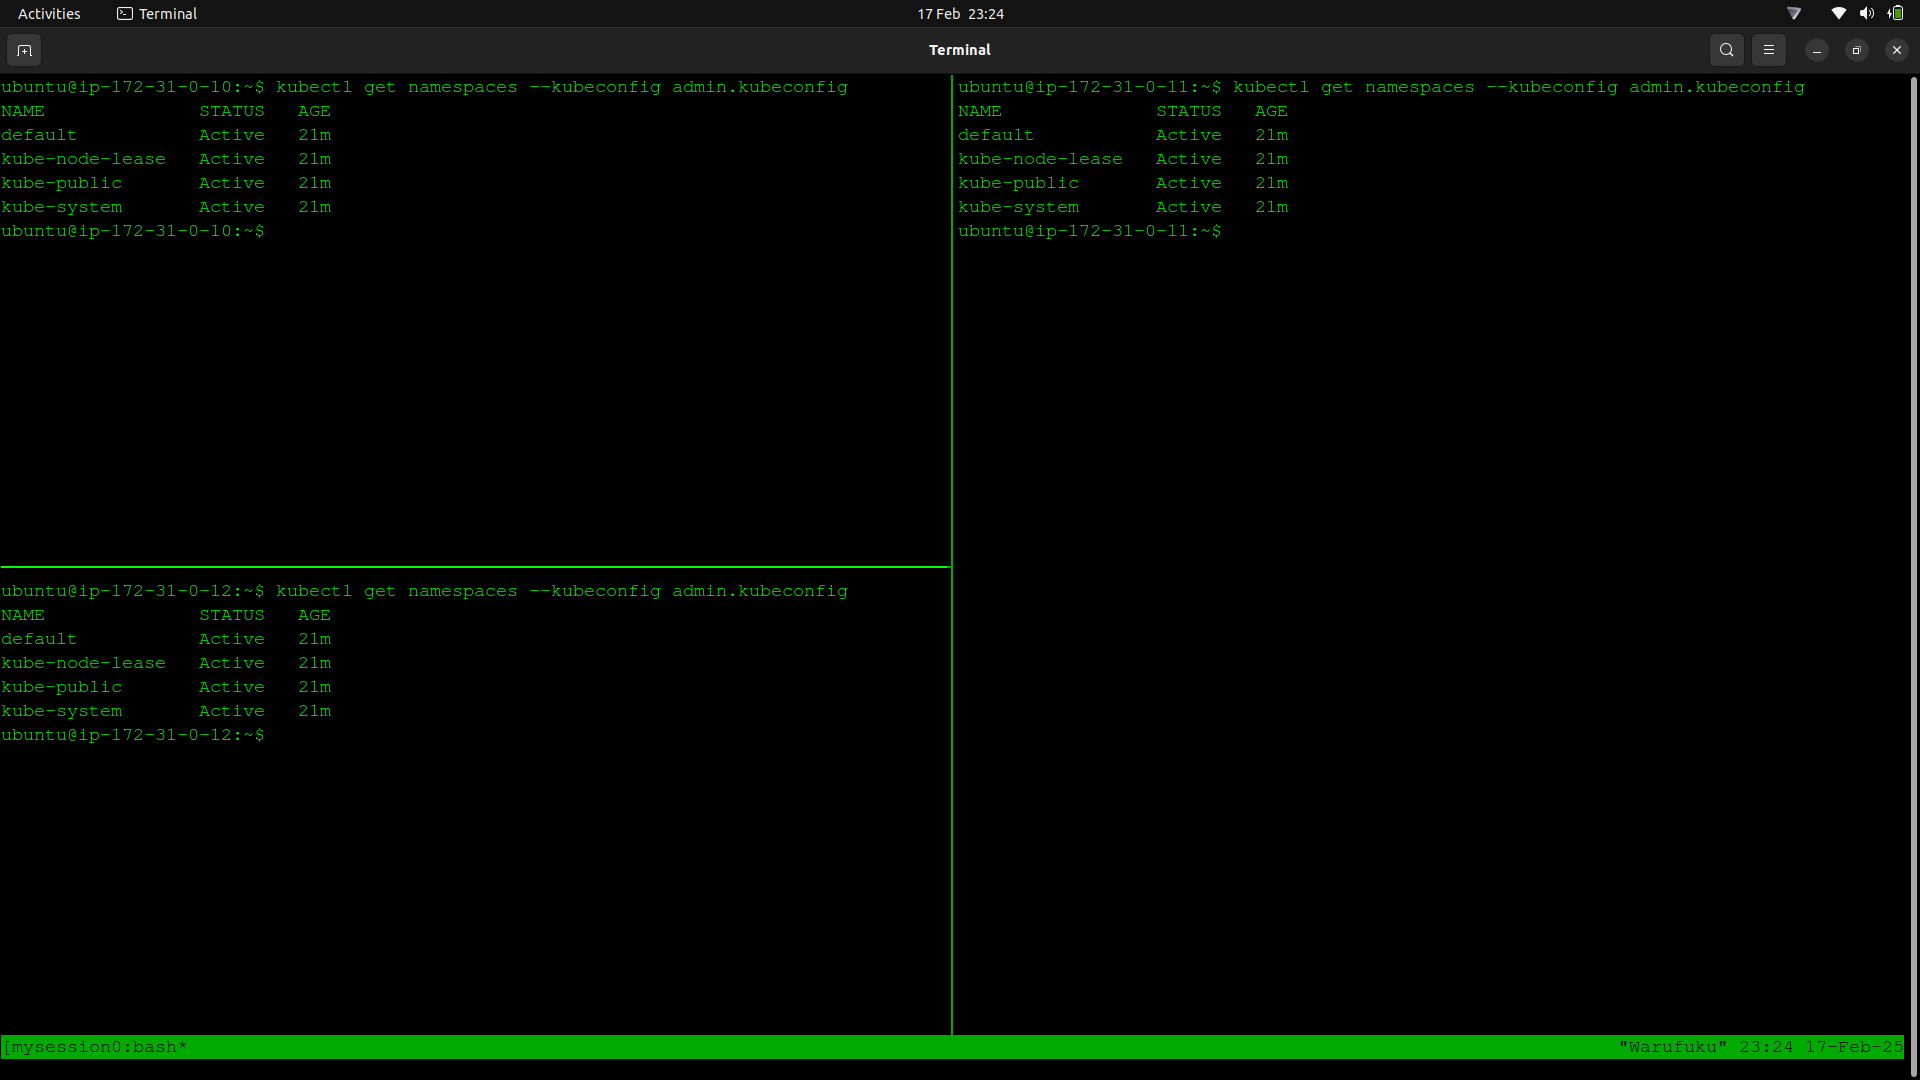 Activities Terminal 17 Feb 23:24
Terminal
ubuntu@ip-172-31-0-10:~$ kubectl get namespaces --kubeconfig admin.kubeconfig
NAME STATUS AGE
default Active 21m
kube-node-lease Active 21m
kube-public Active 21m
kube-system Active 21m
ubuntu@ip-172-31-0-10:~$
ubuntu@ip-172-31-0-11:~$ kubectl get namespaces --kubeconfig admin.kubeconfig
NAME STATUS AGE
default Active 21m
kube-node-lease Active 21m
kube-public Active 21m
kube-system Active 21m
ubuntu@ip-172-31-0-11:~$
ubuntu@ip-172-31-0-12:~$ kubectl get namespaces --kubeconfig admin.kubeconfig
NAME STATUS AGE
default Active 21m
kube-node-lease Active 21m
kube-public Active 21m
kube-system Active 21m
ubuntu@ip-172-31-0-12:~$
[mysession0:bash* "Warufuku" 23:24 17-Feb-25